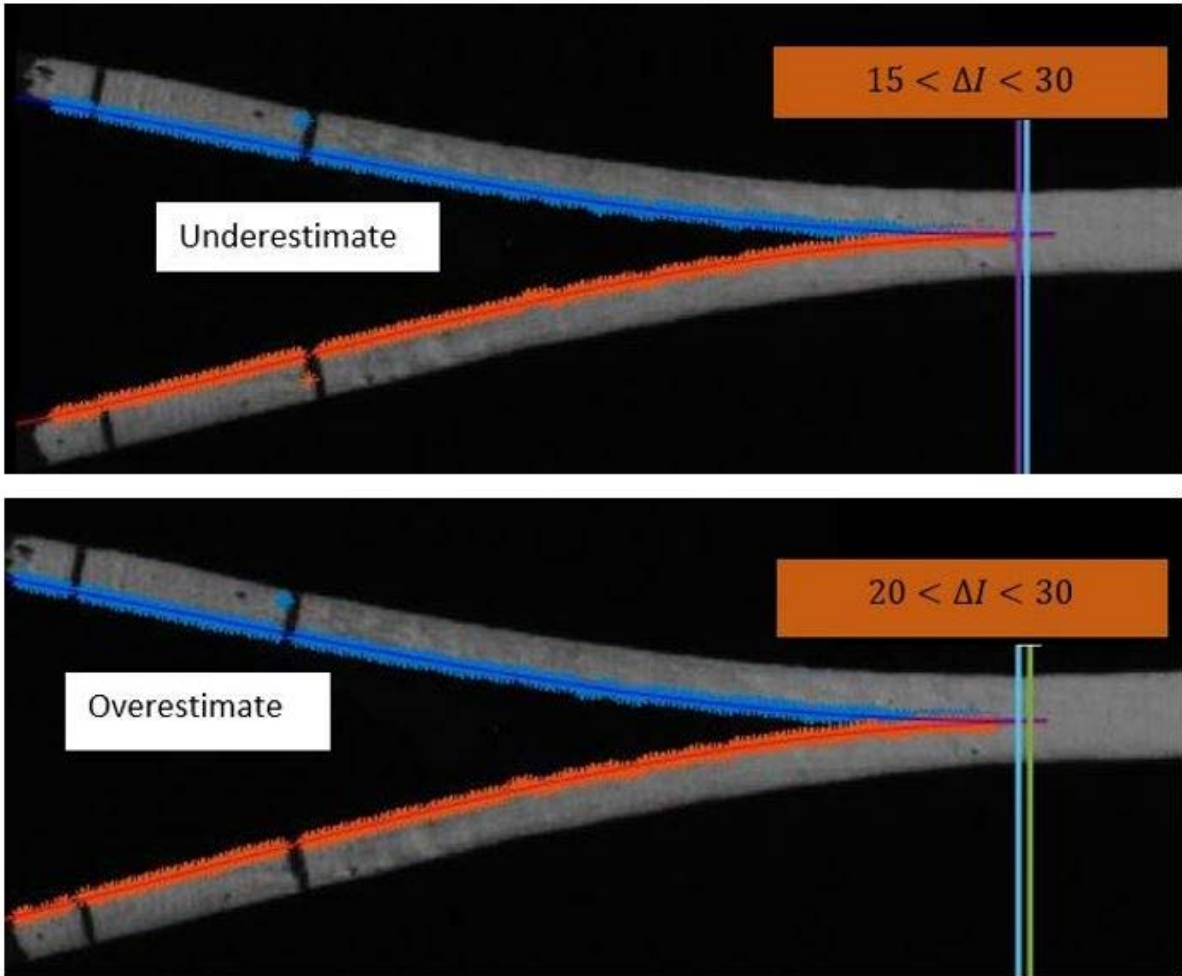 15 < ΔI < 30
Underestimate
20 < ΔI < 30
Overestimate